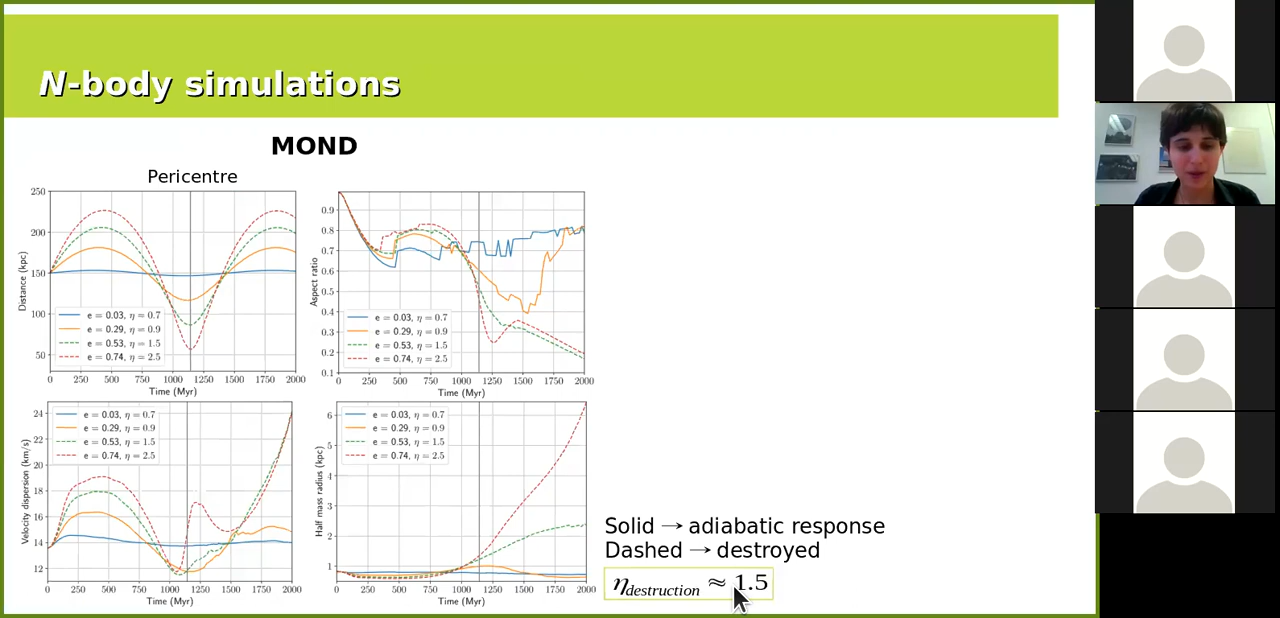 N-body simulations
MOND
Pericentre
250
200
150
100
50
Distance (kpc)
0 250 500 750 1000 1250 1500 1750 2000
Time (Myr)
e = 0.03, η ≈ 0.7
e = 0.29, η ≈ 0.9
e = 0.53, η ≈ 1.5
e = 0.74, η ≈ 2.5
0.9
0.8
0.7
0.6
0.5
0.4
0.3
0.2
0.1
Aspect ratio
0 250 500 750 1000 1250 1500 1750 2000
Time (Myr)
e = 0.03, η = 0.7
e = 0.29, η = 0.9
e = 0.53, η = 1.5
e = 0.74, η = 2.5
24
22
20
18
16
14
12
Velocity dispersion (km/s)
0 250 500 750 1000 1250 1500 1750 2000
Time (Myr)
e = 0.03, η = 0.7
e = 0.29, η = 0.9
e = 0.53, η = 1.5
e = 0.74, η = 2.5
6
5
4
3
2
1
Half mass radius (kpc)
0 250 500 750 1000 1250 1500 1750 2000
Time (Myr)
e = 0.03, η = 0.7
e = 0.29, η = 0.9
e = 0.53, η = 1.5
e = 0.74, η = 2.5
Solid → adiabatic response
Dashed → destroyed
ηdestruction ≈ 1.5